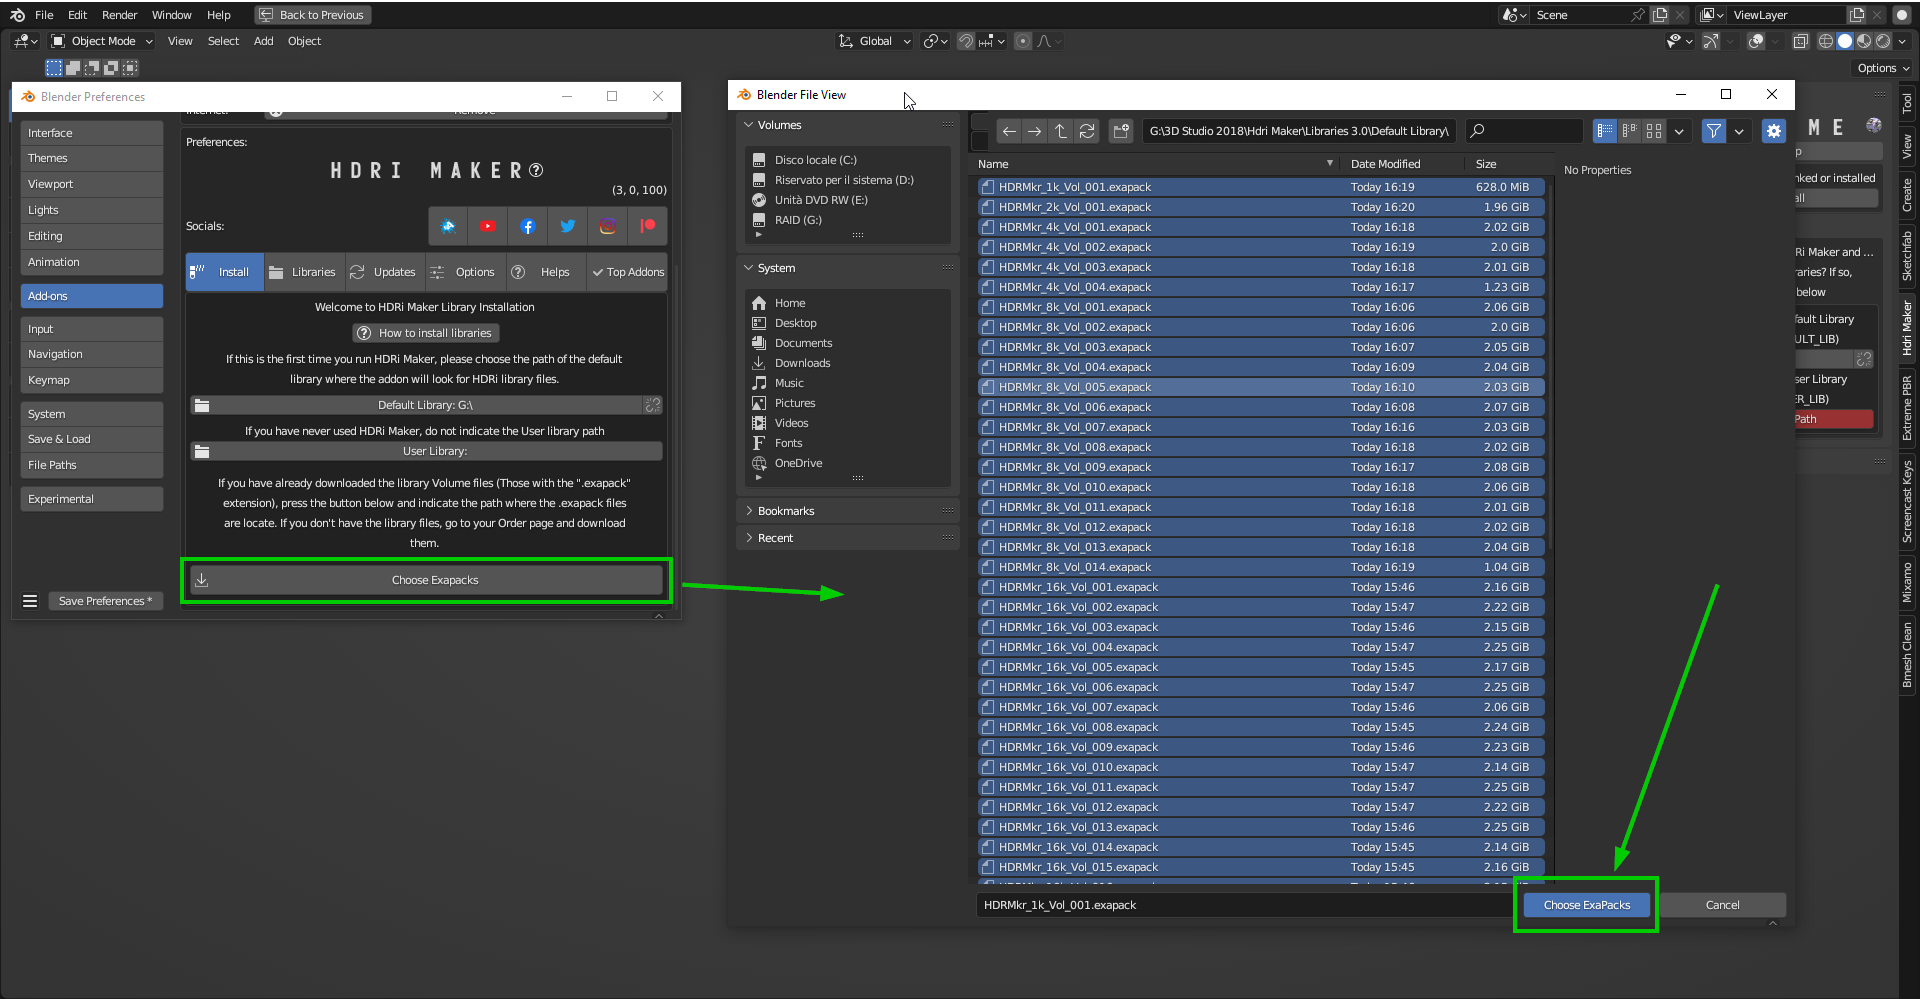 File Edit Render Window Help Back to Previous Scene ViewLayer
Object Mode View Select Add Object Global
Options
Blender Preferences
Remove
Interface
Themes
Viewport
Lights
Editing
Animation
Add-ons
Input
Navigation
Keymap
System
Save & Load
File Paths
Experimental
Save Preferences *
Preferences:
HDRI MAKER
(3, 0, 100)
Socials:
Install Libraries Updates Options Helps Top Addons
Welcome to HDRi Maker Library Installation
How to install libraries
If this is the first time you run HDRi Maker, please choose the path of the default
library where the addon will look for HDRi library files.
Default Library: G:\
If you have never used HDRi Maker, do not indicate the User library path
User Library:
If you have already downloaded the library Volume files (Those with the ".exapack"
extension), press the button below and indicate the path where the .exapack files
are locate. If you don't have the library files, go to your Order page and download
them.
Choose Exapacks
Blender File View
Volumes
Disco locale (C:)
Riservato per il sistema (D:)
Unità DVD RW (E:)
RAID (G:)
System
Home
Desktop
Documents
Downloads
Music
Pictures
Videos
Fonts
OneDrive
Bookmarks
Recent
G:\3D Studio 2018\Hdri Maker\Libraries 3.0\Default Library\
Name Date Modified Size
HDRMkr_1k_Vol_001.exapack Today 16:19 628.0 MiB
HDRMkr_2k_Vol_001.exapack Today 16:20 1.96 GiB
HDRMkr_4k_Vol_001.exapack Today 16:18 2.02 GiB
HDRMkr_4k_Vol_002.exapack Today 16:19 2.0 GiB
HDRMkr_4k_Vol_003.exapack Today 16:18 2.01 GiB
HDRMkr_4k_Vol_004.exapack Today 16:17 1.23 GiB
HDRMkr_8k_Vol_001.exapack Today 16:06 2.06 GiB
HDRMkr_8k_Vol_002.exapack Today 16:06 2.0 GiB
HDRMkr_8k_Vol_003.exapack Today 16:07 2.05 GiB
HDRMkr_8k_Vol_004.exapack Today 16:09 2.04 GiB
HDRMkr_8k_Vol_005.exapack Today 16:10 2.03 GiB
HDRMkr_8k_Vol_006.exapack Today 16:08 2.07 GiB
HDRMkr_8k_Vol_007.exapack Today 16:16 2.03 GiB
HDRMkr_8k_Vol_008.exapack Today 16:18 2.02 GiB
HDRMkr_8k_Vol_009.exapack Today 16:17 2.08 GiB
HDRMkr_8k_Vol_010.exapack Today 16:18 2.06 GiB
HDRMkr_8k_Vol_011.exapack Today 16:18 2.01 GiB
HDRMkr_8k_Vol_012.exapack Today 16:18 2.02 GiB
HDRMkr_8k_Vol_013.exapack Today 16:18 2.04 GiB
HDRMkr_8k_Vol_014.exapack Today 16:19 1.04 GiB
HDRMkr_16k_Vol_001.exapack Today 15:46 2.16 GiB
HDRMkr_16k_Vol_002.exapack Today 15:47 2.22 GiB
HDRMkr_16k_Vol_003.exapack Today 15:46 2.15 GiB
HDRMkr_16k_Vol_004.exapack Today 15:47 2.25 GiB
HDRMkr_16k_Vol_005.exapack Today 15:45 2.17 GiB
HDRMkr_16k_Vol_006.exapack Today 15:47 2.25 GiB
HDRMkr_16k_Vol_007.exapack Today 15:46 2.06 GiB
HDRMkr_16k_Vol_008.exapack Today 15:45 2.24 GiB
HDRMkr_16k_Vol_009.exapack Today 15:46 2.23 GiB
HDRMkr_16k_Vol_010.exapack Today 15:47 2.14 GiB
HDRMkr_16k_Vol_011.exapack Today 15:47 2.25 GiB
HDRMkr_16k_Vol_012.exapack Today 15:47 2.22 GiB
HDRMkr_16k_Vol_013.exapack Today 15:46 2.25 GiB
HDRMkr_16k_Vol_014.exapack Today 15:45 2.14 GiB
HDRMkr_16k_Vol_015.exapack Today 15:45 2.16 GiB
HDRMkr_1k_Vol_001.exapack
Choose ExaPacks Cancel
No Properties
M E
p
nked or installed
all
Ri Maker and ...
raries? If so,
below
fault Library
ULT_LIB)
ser Library
ER_LIB)
Path
Tool
View
Create
Sketchfab
Hdri Maker
Extreme PBR
Screencast Keys
Mixamo
Bmesh Clean